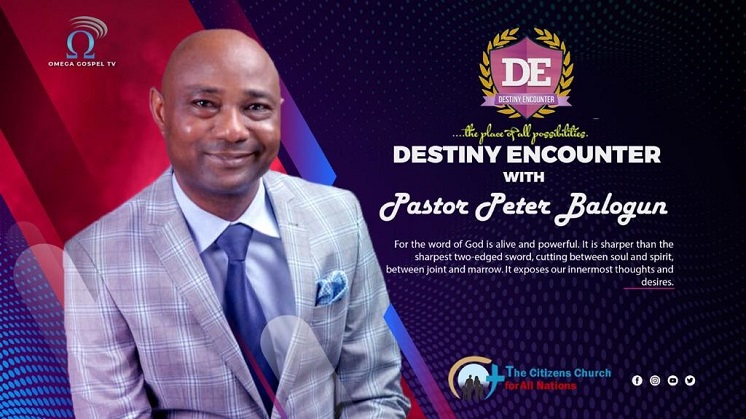 OMEGA GOSPEL TV
DE
DESTINY ENCOUNTER
....the place of all possibilities.
DESTINY ENCOUNTER
WITH
Pastor Peter Balogun
For the word of God is alive and powerful. It is sharper than the
sharpest two-edged sword, cutting between soul and spirit,
between joint and marrow. It exposes our innermost thoughts and
desires.
The Citizens Church
for All Nations